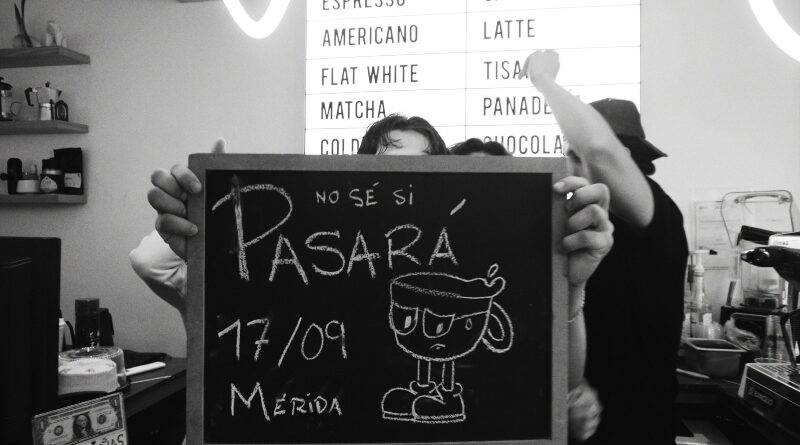 ESPRESSO
AMERICANO
FLAT WHITE
MATCHA
LATTE
NO SÉ SI
PASARÁ
17/09
MÉRIDA